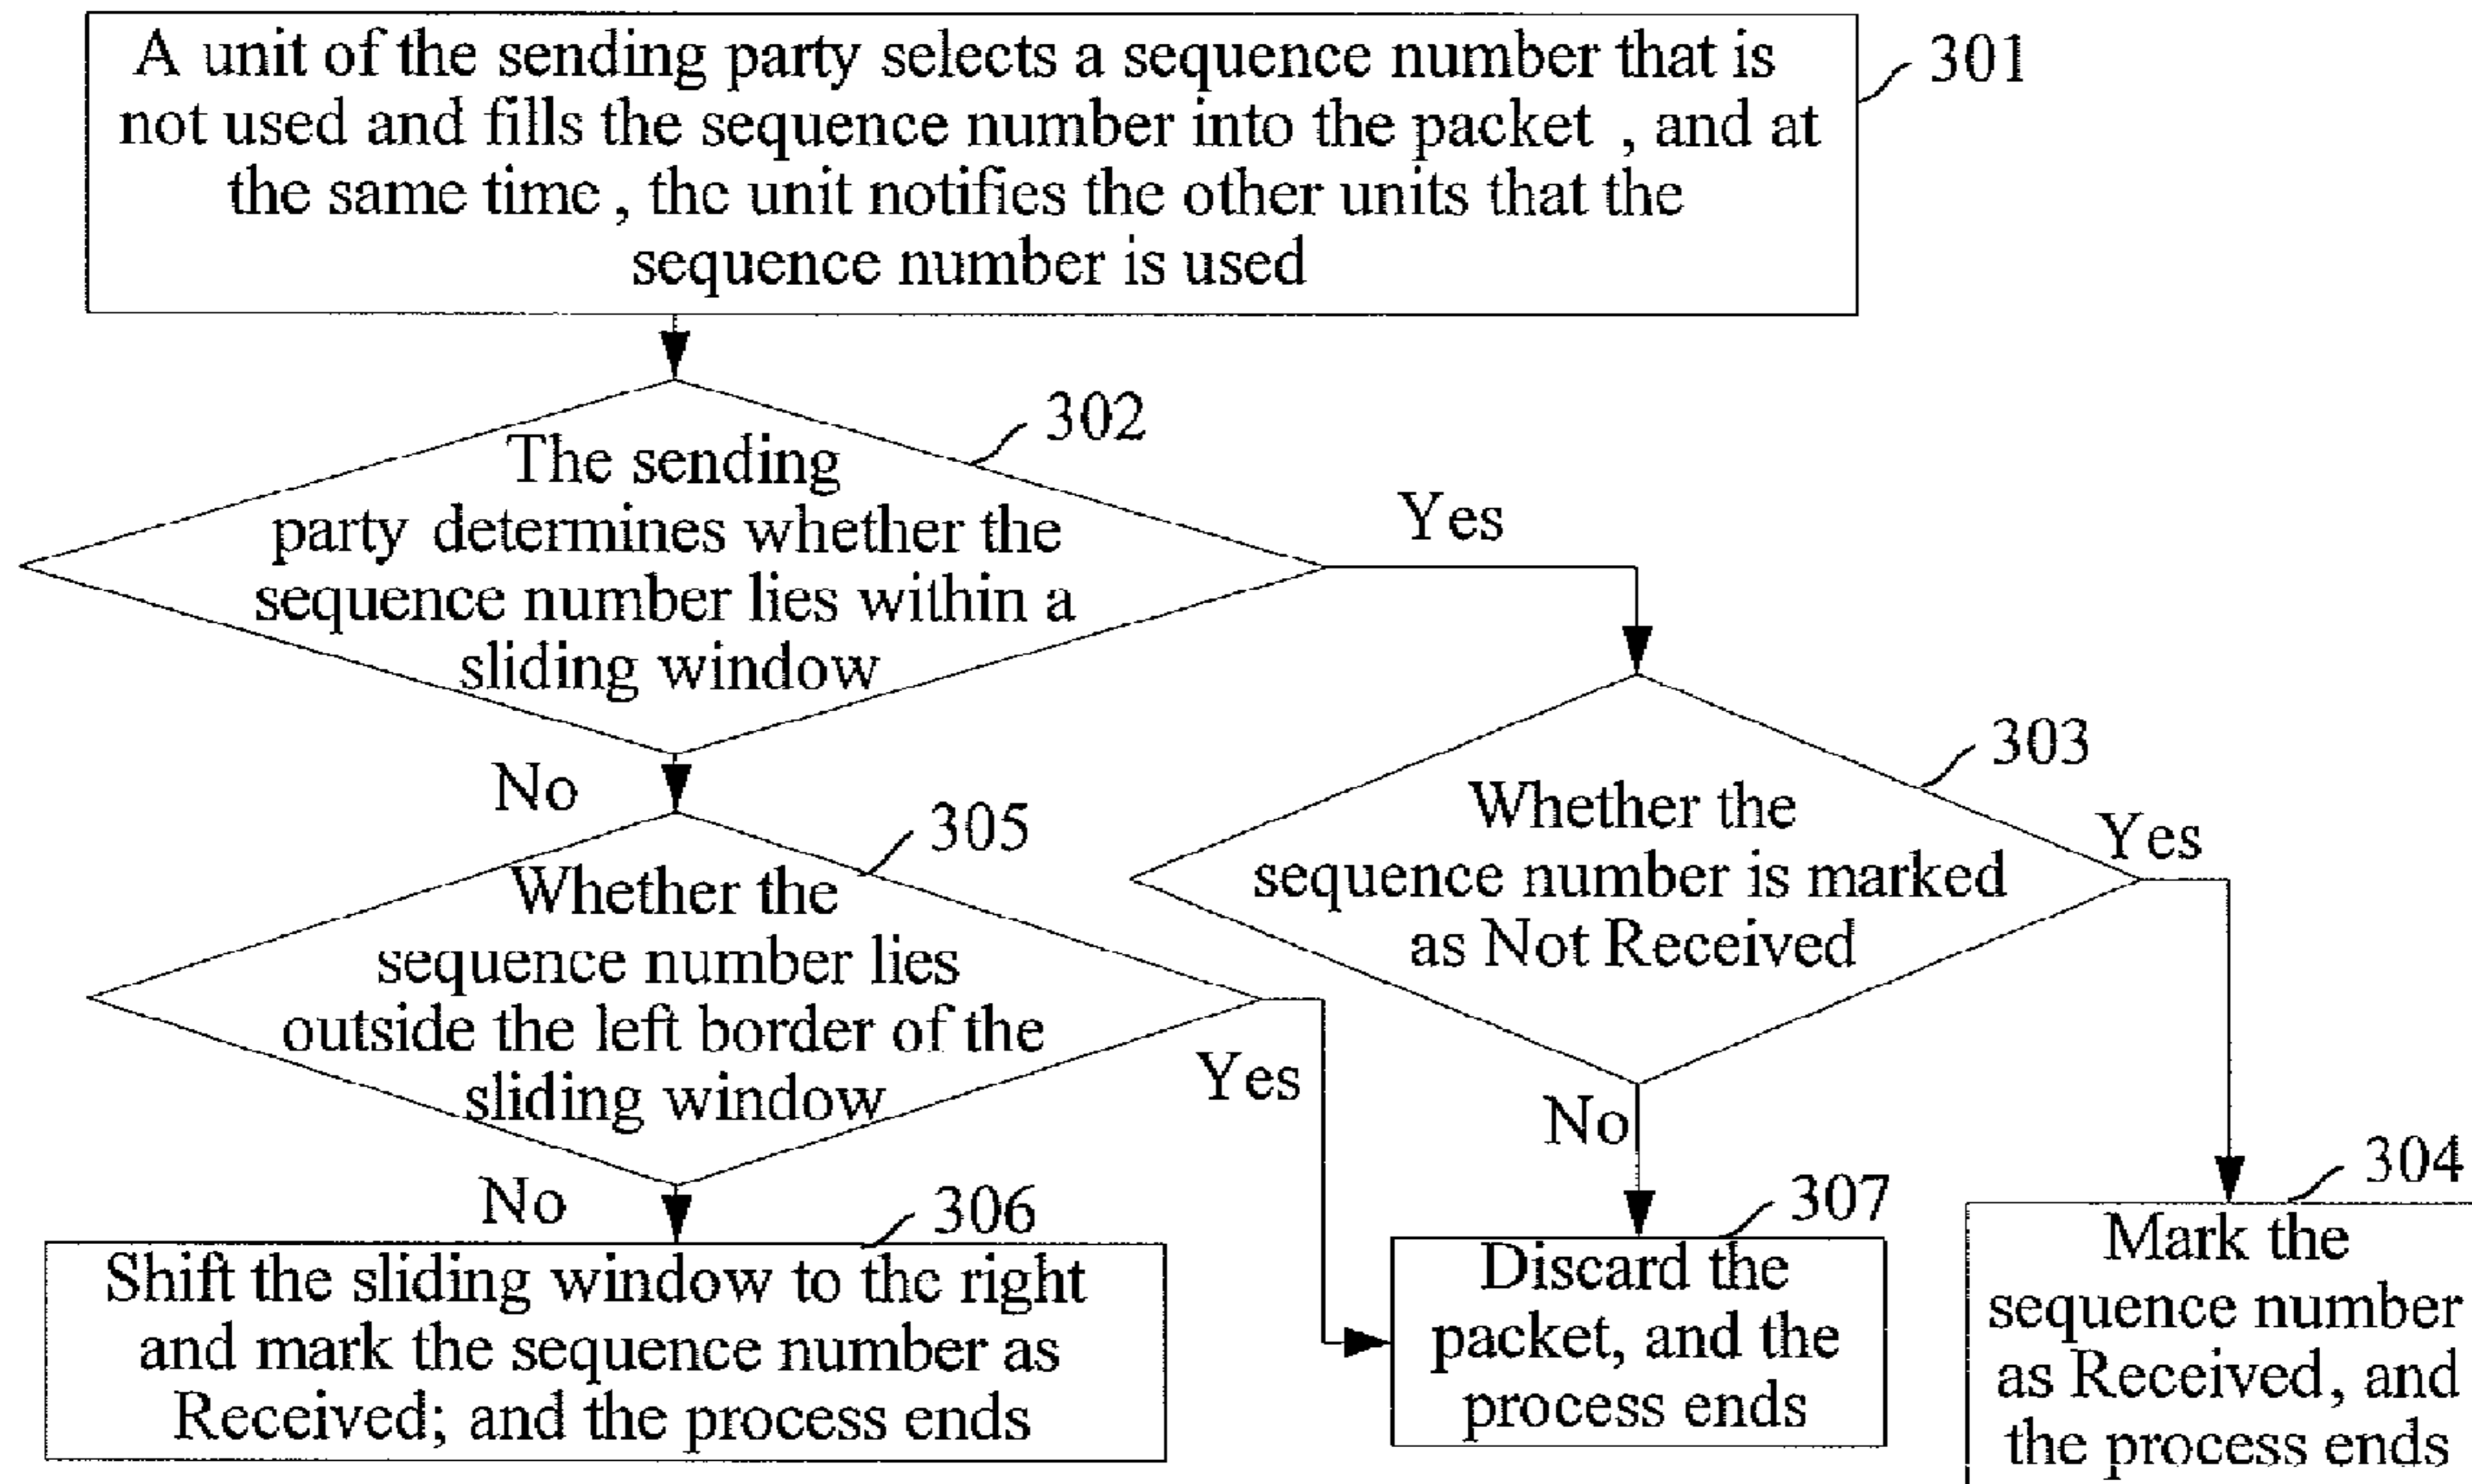 A unit of the sending party selects a sequence number that is
not used and fills the sequence number into the packet , and at
the same time , the unit notifies the other units that the
sequence number is used
301
302
The sending
party determines whether the
sequence number lies within a
sliding window
Yes
No
303
Whether the
sequence number is marked
as Not Received
Yes
No
305
Whether the
sequence number lies
outside the left border of the
sliding window
Yes
No
306
Shift the sliding window to the right
and mark the sequence number as
Received; and the process ends
307
Discard the
packet, and the
process ends
304
Mark the
sequence number
as Received, and
the process ends